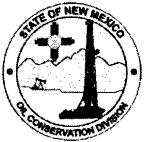 STATE OF NEW MEXICO
OIL CONSERVATION DIVISION